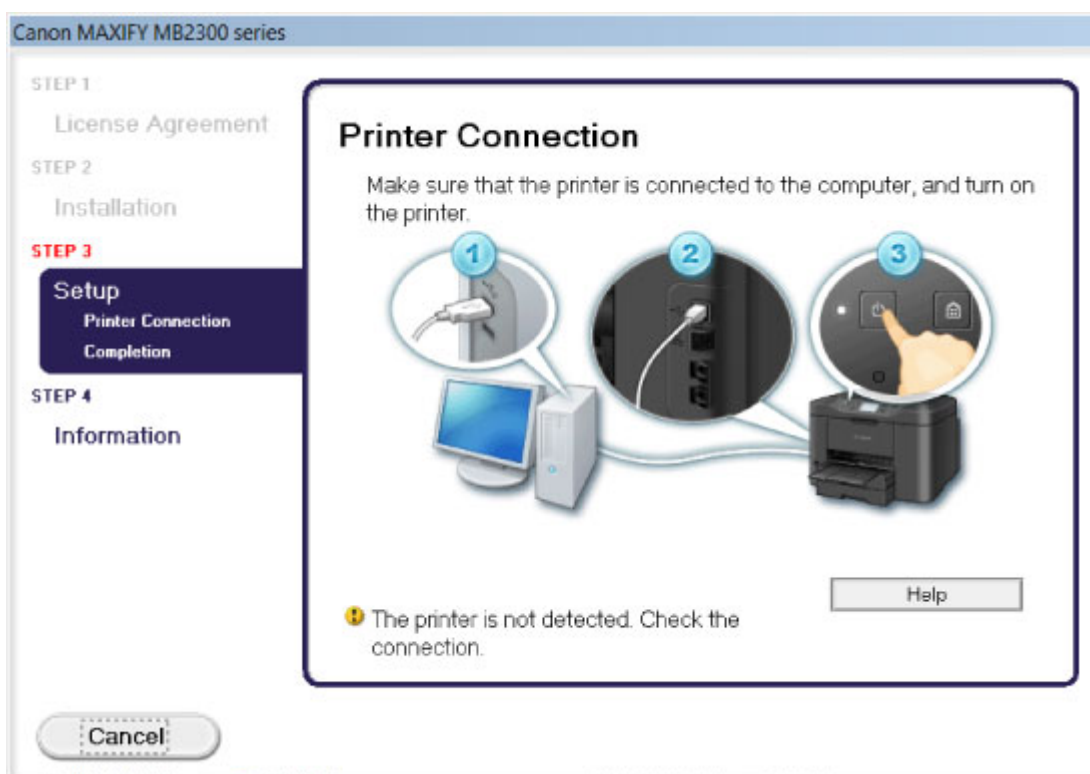 Canon MAXIFY MB2300 series
STEP 1
License Agreement
STEP 2
Installation
STEP 3
Setup
Printer Connection
Completion
STEP 4
Information
Printer Connection
Make sure that the printer is connected to the computer, and turn on
the printer.
1
2
3
Help
The printer is not detected. Check the
connection.
Cancel